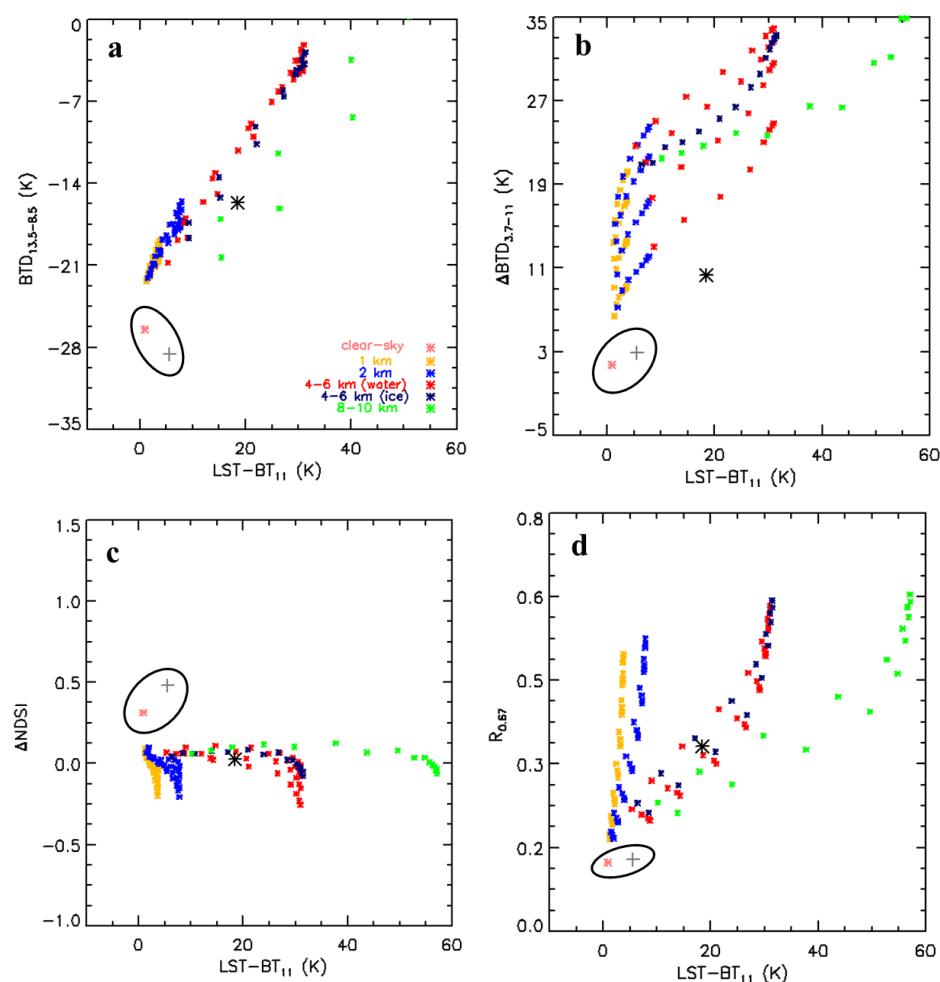 a
0
-7
-14
-21
-28
-35
BTD13.5-8.5 (K)
clear-sky
1 km
2 km
4-6 km (water)
4-6 km (ice)
8-10 km
0 20 40 60
LST-BT11 (K)
b
35
27
19
11
3
-5
ΔBTD3.7-11 (K)
0 20 40 60
LST-BT11 (K)
c
1.5
1.0
0.5
0.0
-0.5
-1.0
ΔNDSI
0 20 40 60
LST-BT11 (K)
d
0.8
0.6
0.5
0.3
0.2
0.0
R0.67
0 20 40 60
LST-BT11 (K)